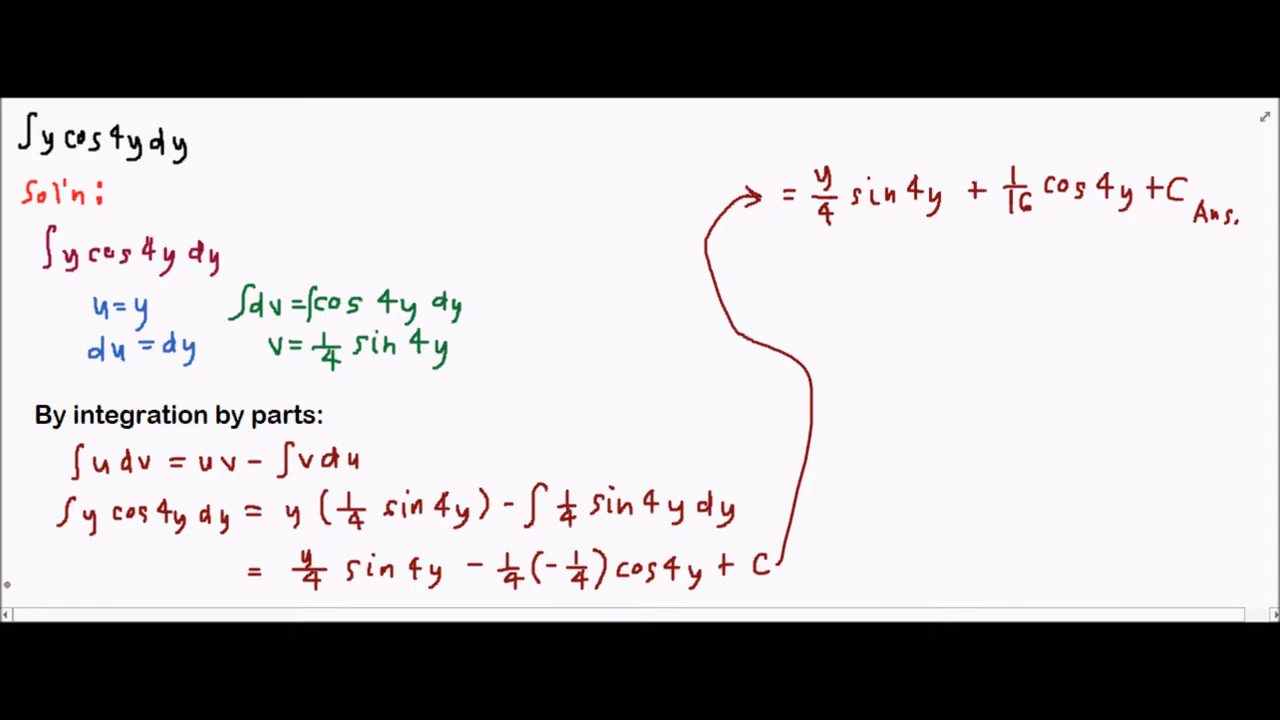 ∫y cos 4y dy
Sol'n:
∫y cos 4y dy
u = y ∫dv = ∫cos 4y dy
du = dy v = 1/4 sin 4y
By integration by parts:
∫u dv = uv - ∫v du
∫y cos 4y dy = y (1/4 sin 4y) - ∫ 1/4 sin 4y dy
= y/4 sin 4y - 1/4 (-1/4) cos 4y + C
= y/4 sin 4y + 1/16 cos 4y + C Ans.